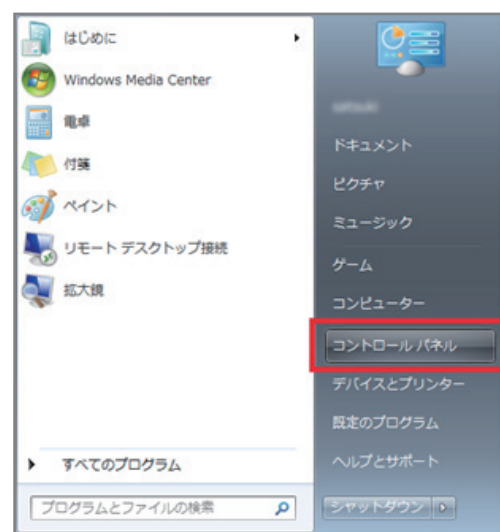 はじめに
Windows Media Center
電卓
付箋
ペイント
リモート デスクトップ接続
拡大鏡
すべてのプログラム
プログラムとファイルの検索
ドキュメント
ピクチャ
ミュージック
ゲーム
コンピューター
コントロール パネル
デバイスとプリンター
既定のプログラム
ヘルプとサポート
シャットダウン